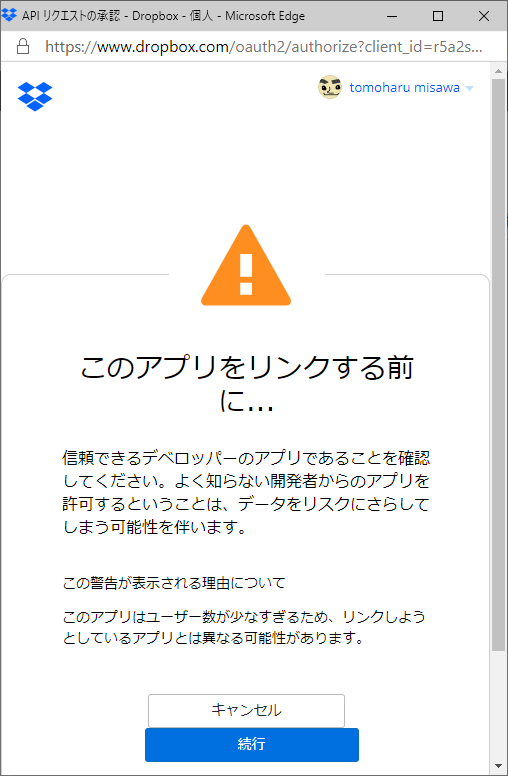 API リクエストの承認 - Dropbox - 個人 - Microsoft Edge
https://www.dropbox.com/oauth2/authorize?client_id=r5a2s...
tomoharu misawa
このアプリをリンクする前
に...
信頼できるデベロッパーのアプリであることを確認
してください。よく知らない開発者からのアプリを
許可するということは、データをリスクにさらして
しまう可能性を伴います。
この警告が表示される理由について
このアプリはユーザー数が少なすぎるため、リンクしよう
としているアプリとは異なる可能性があります。
キャンセル
続行